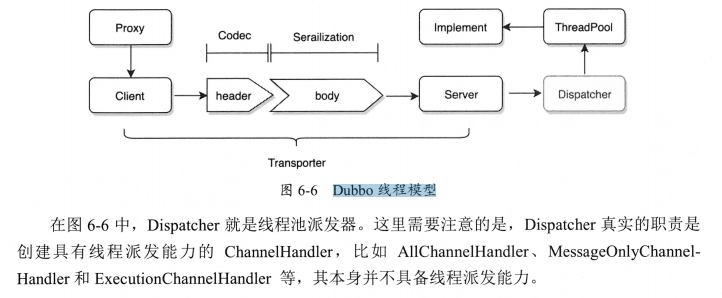 Proxy
Codec
Serailization
Implement
ThreadPool
Client
header
body
Server
Dispatcher
Transporter
图 6-6 Dubbo 线程模型
在图 6-6 中，Dispatcher 就是线程池派发器。这里需要注意的是，Dispatcher 真实的职责是
创建具有线程派发能力的 ChannelHandler，比如 AllChannelHandler、MessageOnlyChannel-
Handler 和 ExecutionChannelHandler 等，其本身并不具备线程派发能力。